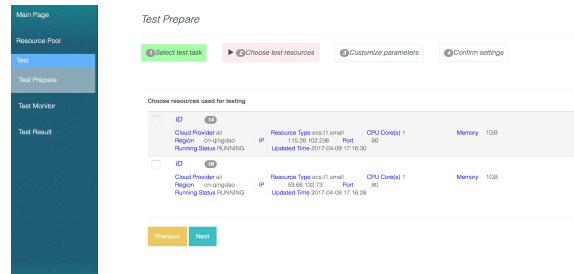 Main Page
Resource Pool
Test
Test Prepare
Test Monitor
Test Result
Test Prepare
1 Select test task
▶ 2 Choose test resources
3 Customize parameters
4 Confirm settings
Choose resources used for testing
ID 14
Cloud Provider ali Resource Type ecs.t1.small CPU Core(s) 1 Memory 1GB
Region cn-qingdao IP 115.28.102.236 Port 80
Running Status RUNNING Updated Time 2017-04-09 17:16:30
ID 18
Cloud Provider ali Resource Type ecs.t1.small CPU Core(s) 1 Memory 1GB
Region cn-qingdao IP 59.66.132.73 Port 80
Running Status RUNNING Updated Time 2017-04-09 17:16:28
Previous Next